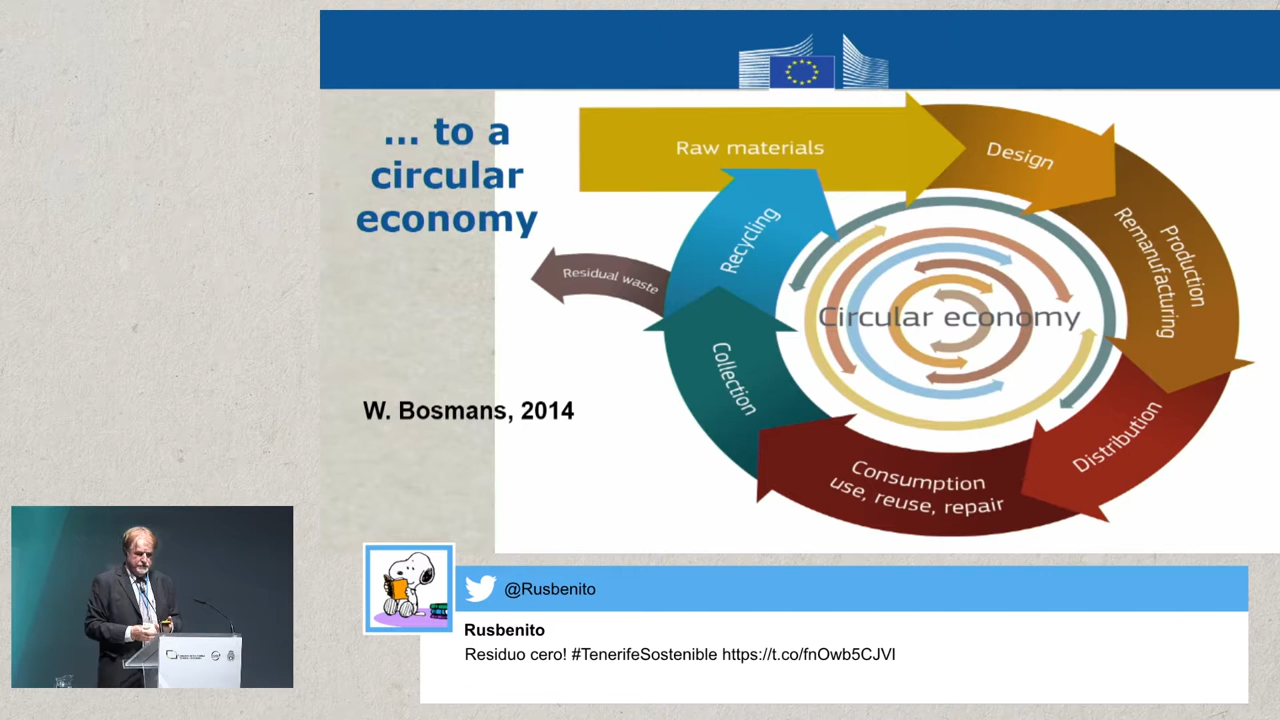 ... to a
circular
economy
Raw materials
Design
Production
Remanufacturing
Distribution
Consumption
use, reuse, repair
Collection
Recycling
Residual waste
Circular economy
W. Bosmans, 2014
@Rusbenito
Rusbenito
Residuo cero! #TenerifeSostenible https://t.co/fnOwb5CJVl